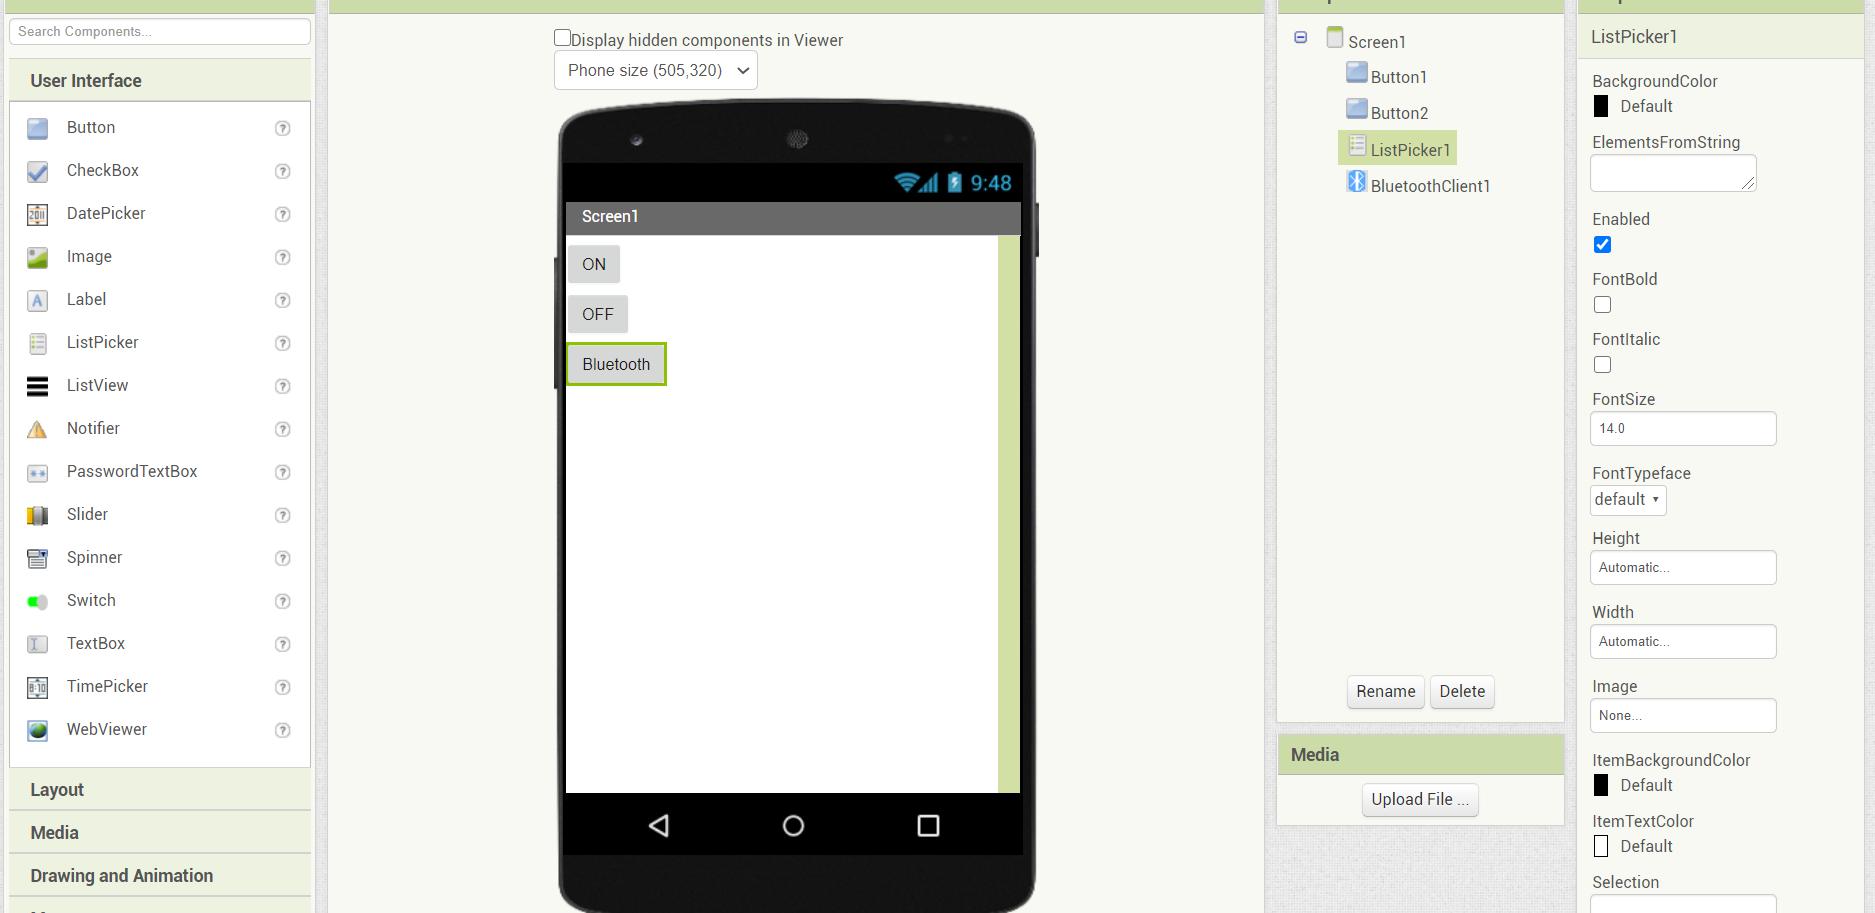 Search Components...
User Interface
Button
CheckBox
DatePicker
Image
Label
ListPicker
ListView
Notifier
PasswordTextBox
Slider
Spinner
Switch
TextBox
TimePicker
WebViewer
Layout
Media
Drawing and Animation
Display hidden components in Viewer
Phone size (505,320)
9:48
Screen1
ON
OFF
Bluetooth
Screen1
Button1
Button2
ListPicker1
BluetoothClient1
Rename
Delete
Media
Upload File ...
ListPicker1
BackgroundColor
Default
ElementsFromString
Enabled
FontBold
FontItalic
FontSize
14.0
FontTypeface
default
Height
Automatic...
Width
Automatic...
Image
None...
ItemBackgroundColor
Default
ItemTextColor
Default
Selection